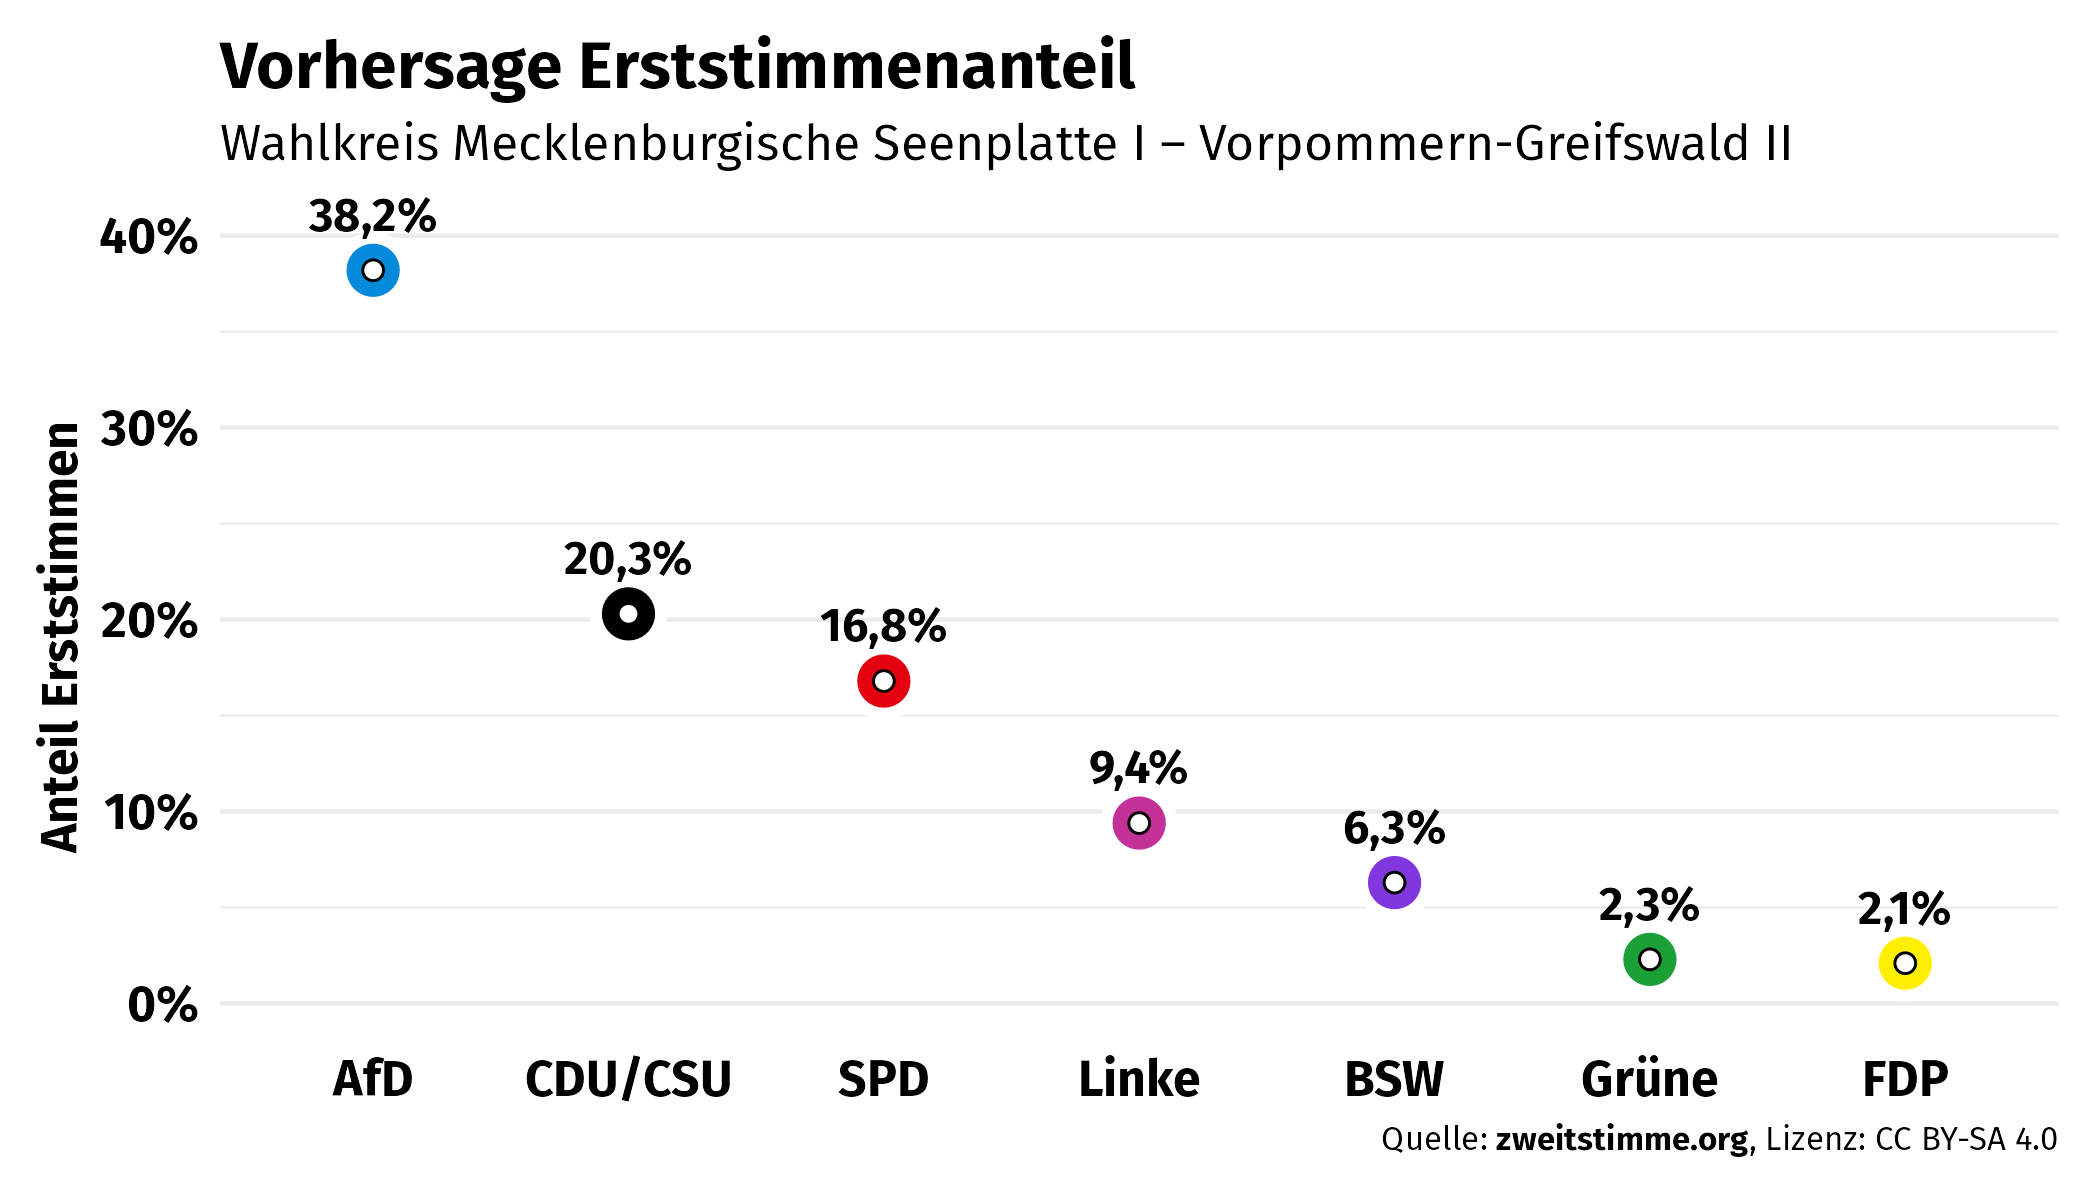 Vorhersage Erststimmenanteil
Wahlkreis Mecklenburgische Seenplatte I – Vorpommern-Greifswald II
Anteil Erststimmen
40%
30%
20%
10%
0%
38,2%
20,3%
16,8%
9,4%
6,3%
2,3%
2,1%
AfD CDU/CSU SPD Linke BSW Grüne FDP
Quelle: zweitstimme.org, Lizenz: CC BY-SA 4.0